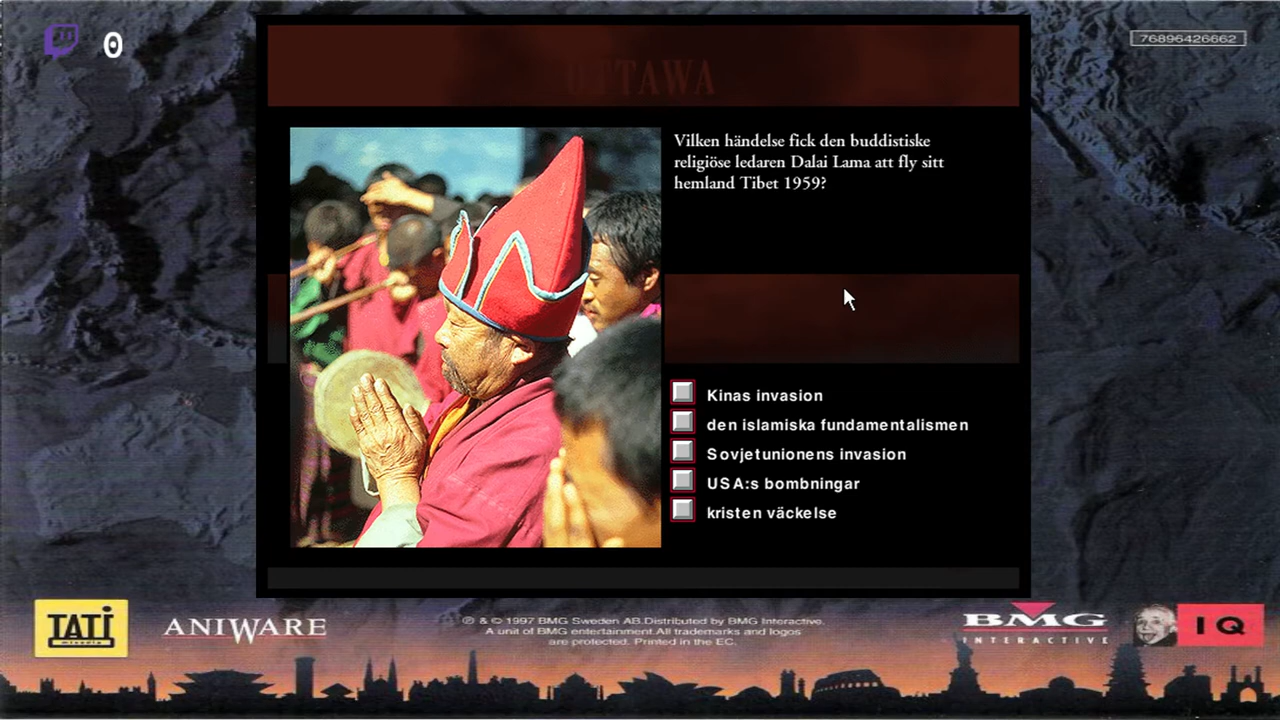 0
76896426662
OTTAWA
Vilken händelse fick den buddistiske
religiöse ledaren Dalai Lama att fly sitt
hemland Tibet 1959?
Kinas invasion
den islamiska fundamentalismen
Sovjetunionens invasion
USA:s bombningar
kristen väckelse
TATi
mixedia
ANIWARE
℗ & © 1997 BMG Sweden AB.Distributed by BMG Interactive.
A unit of BMG entertainment.All trademarks and logos
are protected. Printed in the EC.
BMG
INTERACTIVE
IQ